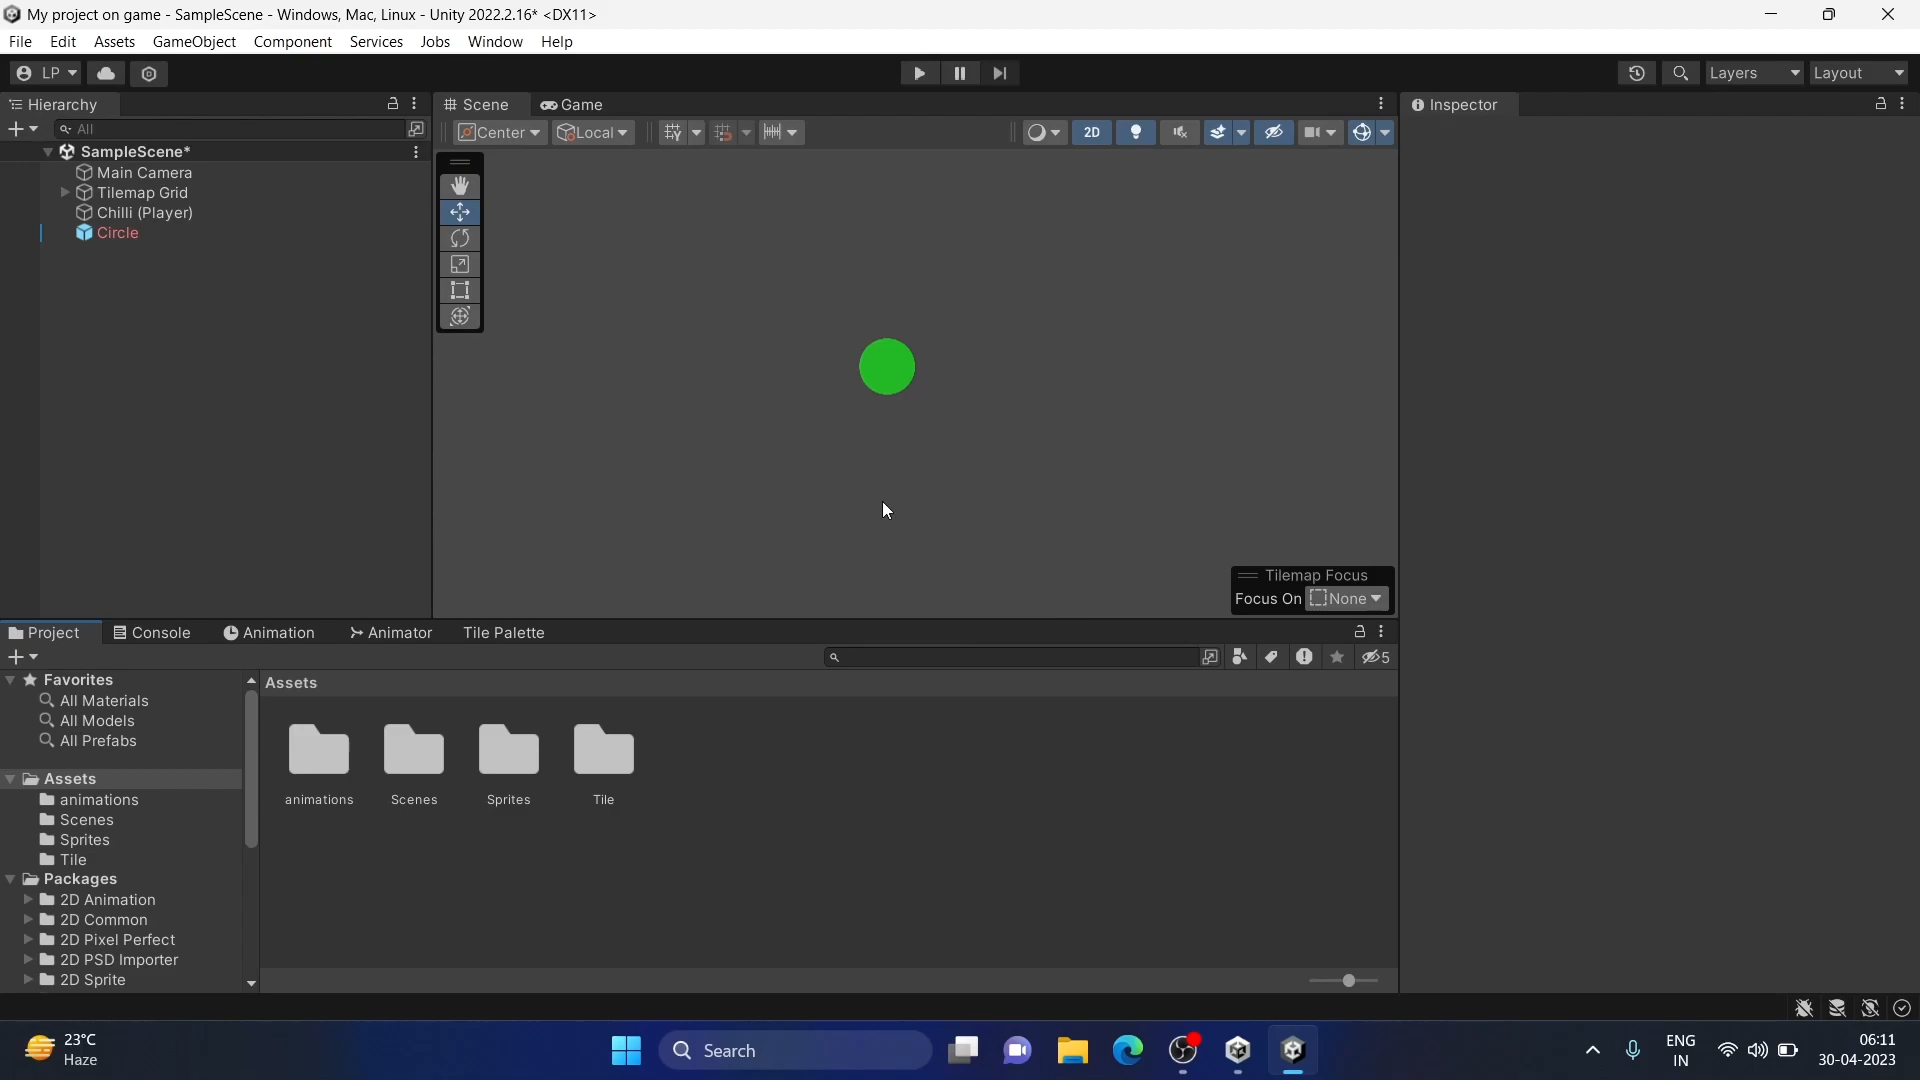 My project on game - SampleScene - Windows, Mac, Linux - Unity 2022.2.16* <DX11>
File Edit Assets GameObject Component Services Jobs Window Help
LP Layers Layout
Hierarchy Scene Game Inspector
All Center Local 2D
SampleScene*
Main Camera
Tilemap Grid
Chilli (Player)
Circle
Tilemap Focus
Focus On None
Project Console Animation Animator Tile Palette
5
Favorites Assets
All Materials
All Models
All Prefabs
Assets
animations
Scenes
Sprites
Tile
animations Scenes Sprites Tile
Packages
2D Animation
2D Common
2D Pixel Perfect
2D PSD Importer
2D Sprite
23°C
Haze
Search
ENG
IN
06:11
30-04-2023